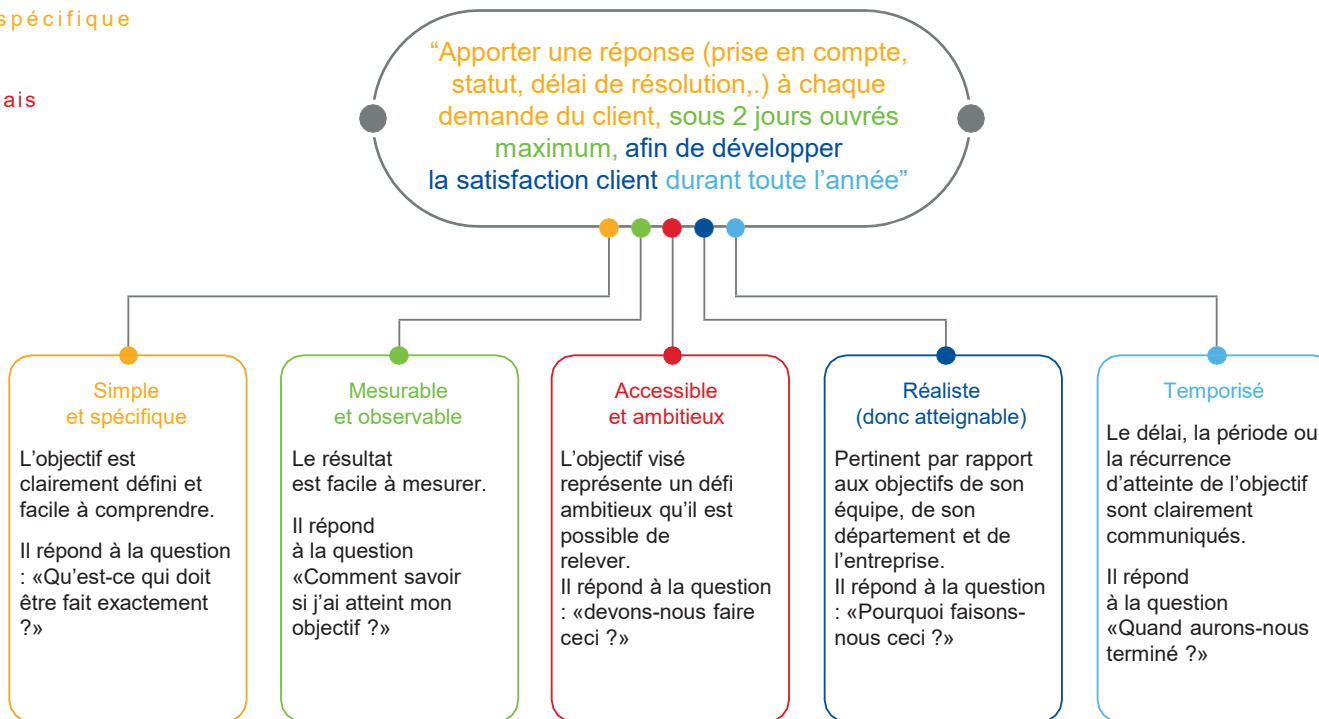 spécifique
ais
“Apporter une réponse (prise en compte,
statut, délai de résolution,.) à chaque
demande du client, sous 2 jours ouvrés
maximum, afin de développer
la satisfaction client durant toute l’année”
Simple
et spécifique
L’objectif est
clairement défini et
facile à comprendre.
Il répond à la question
: «Qu’est-ce qui doit
être fait exactement
?»
Mesurable
et observable
Le résultat
est facile à mesurer.
Il répond
à la question
«Comment savoir
si j’ai atteint mon
objectif ?»
Accessible
et ambitieux
L’objectif visé
représente un défi
ambitieux qu’il est
possible de
relever.
Il répond à la question
: «devons-nous faire
ceci ?»
Réaliste
(donc atteignable)
Pertinent par rapport
aux objectifs de son
équipe, de son
département et de
l’entreprise.
Il répond à la question
: «Pourquoi faisons-
nous ceci ?»
Temporisé
Le délai, la période ou
la récurrence
d’atteinte de l’objectif
sont clairement
communiqués.
Il répond
à la question
«Quand aurons-nous
terminé ?»